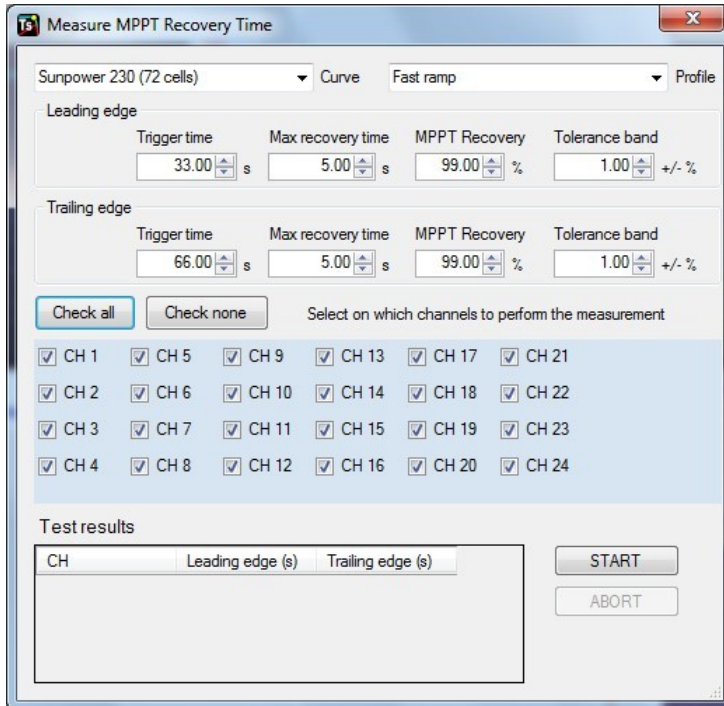 Ts Measure MPPT Recovery Time
Sunpower 230 (72 cells) Curve Fast ramp Profile
Leading edge
Trigger time Max recovery time MPPT Recovery Tolerance band
33.00 s 5.00 s 99.00 % 1.00 +/- %
Trailing edge
Trigger time Max recovery time MPPT Recovery Tolerance band
66.00 s 5.00 s 99.00 % 1.00 +/- %
Check all Check none Select on which channels to perform the measurement
CH 1 CH 5 CH 9 CH 13 CH 17 CH 21
CH 2 CH 6 CH 10 CH 14 CH 18 CH 22
CH 3 CH 7 CH 11 CH 15 CH 19 CH 23
CH 4 CH 8 CH 12 CH 16 CH 20 CH 24
Test results
CH Leading edge (s) Trailing edge (s) START
ABORT